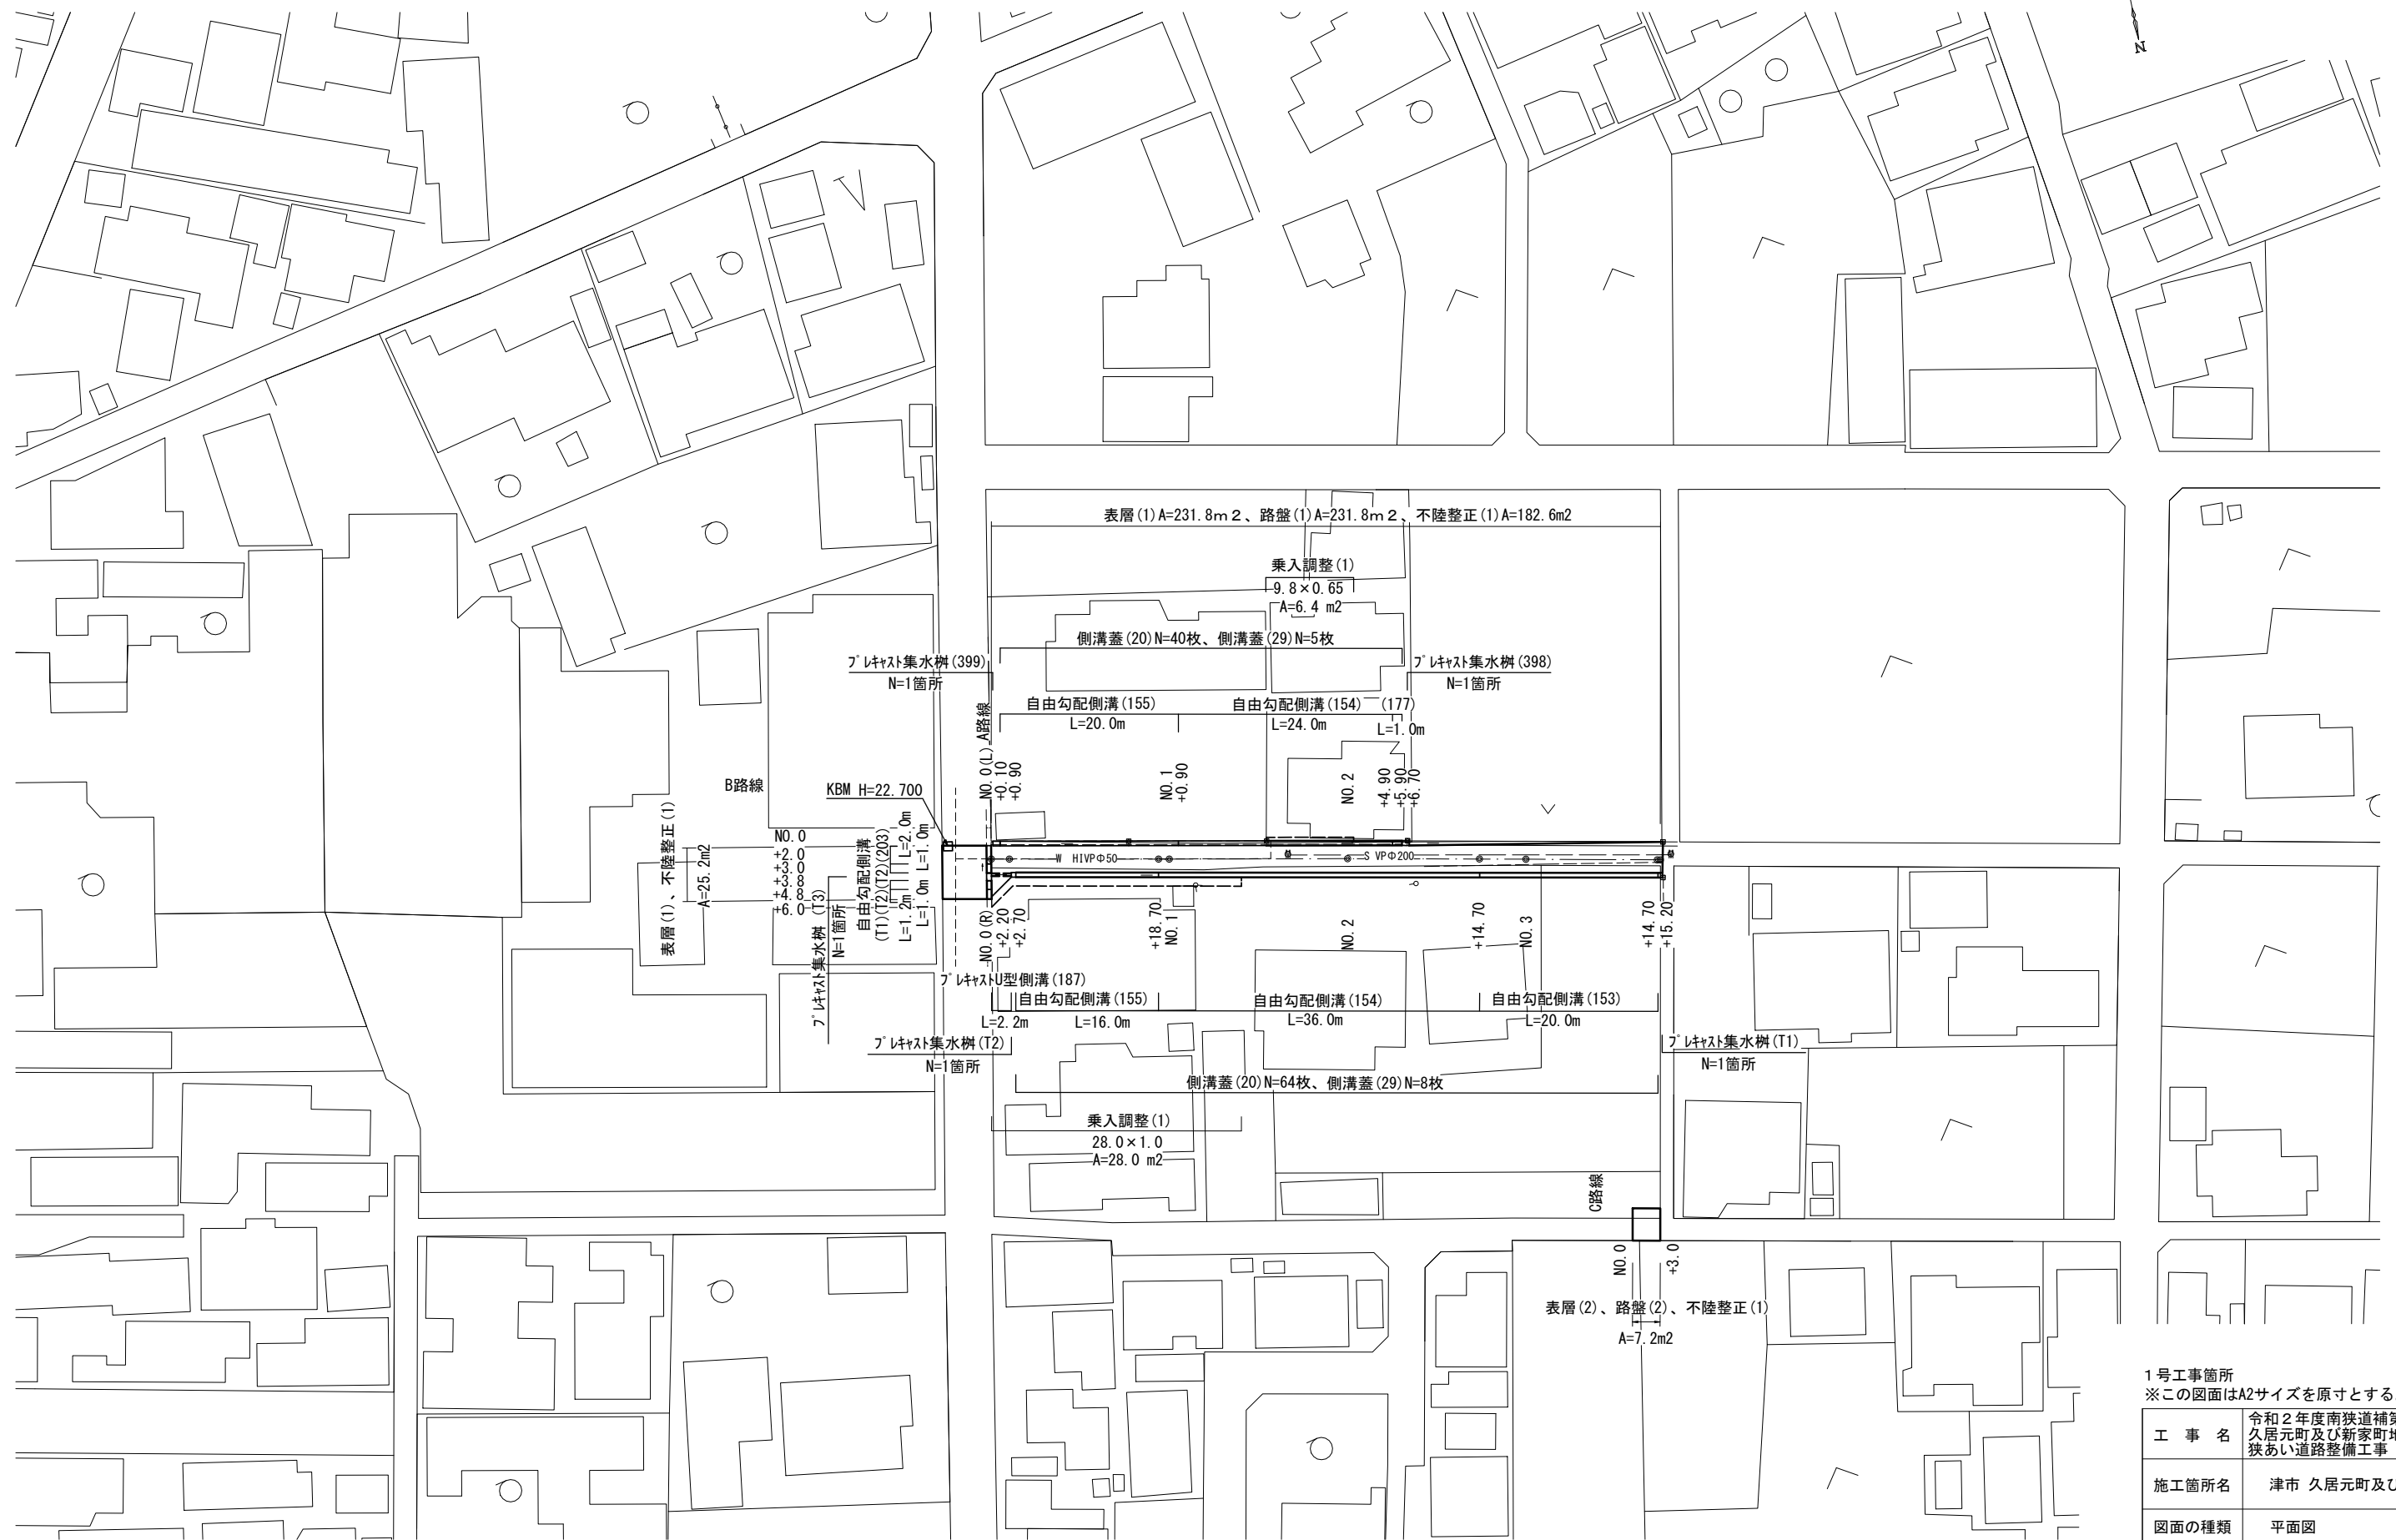 N
表層(1)A=231.8m2、路盤(1)A=231.8m2、不陸整正(1)A=182.6m2
乗入調整(1)
9.8×0.65
A=6.4 m2
側溝蓋(20)N=40枚、側溝蓋(29)N=5枚
プレキャスト集水桝(399)
N=1箇所
プレキャスト集水桝(398)
N=1箇所
自由勾配側溝(155)
L=20.0m
自由勾配側溝(154)
L=24.0m
(177)
L=1.0m
A路線
NO.0(L)
+0.10
+0.90
NO.1
+0.90
NO.2
+4.90
+5.90
+6.70
B路線
KBM H=22.700
表層(1)、不陸整正(1)
A=25.2m2
NO.0
+2.0
+3.0
+3.8
+4.8
+6.0
プレキャスト集水桝(T3)
N=1箇所
自由勾配側溝
(T1)(T2)(T2)(203)
L=1.2m
L=2.0m
L=1.0m
L=1.0m
W HIVPΦ50
S VPΦ200
NO.0(R)
+2.20
+2.70
+18.70
NO.1
NO.2
+14.70
NO.3
+14.70
+15.20
プレキャストU型側溝(187)
L=2.2m
自由勾配側溝(155)
L=16.0m
自由勾配側溝(154)
L=36.0m
自由勾配側溝(153)
L=20.0m
プレキャスト集水桝(T2)
N=1箇所
プレキャスト集水桝(T1)
N=1箇所
側溝蓋(20)N=64枚、側溝蓋(29)N=8枚
乗入調整(1)
28.0×1.0
A=28.0 m2
C路線
NO.0
+3.0
表層(2)、路盤(2)、不陸整正(1)
A=7.2m2
1号工事箇所
※この図面はA2サイズを原寸とする
工 事 名
令和2年度南狭道補第
久居元町及び新家町地
狭あい道路整備工事
施工箇所名
津市 久居元町及び
図面の種類
平面図